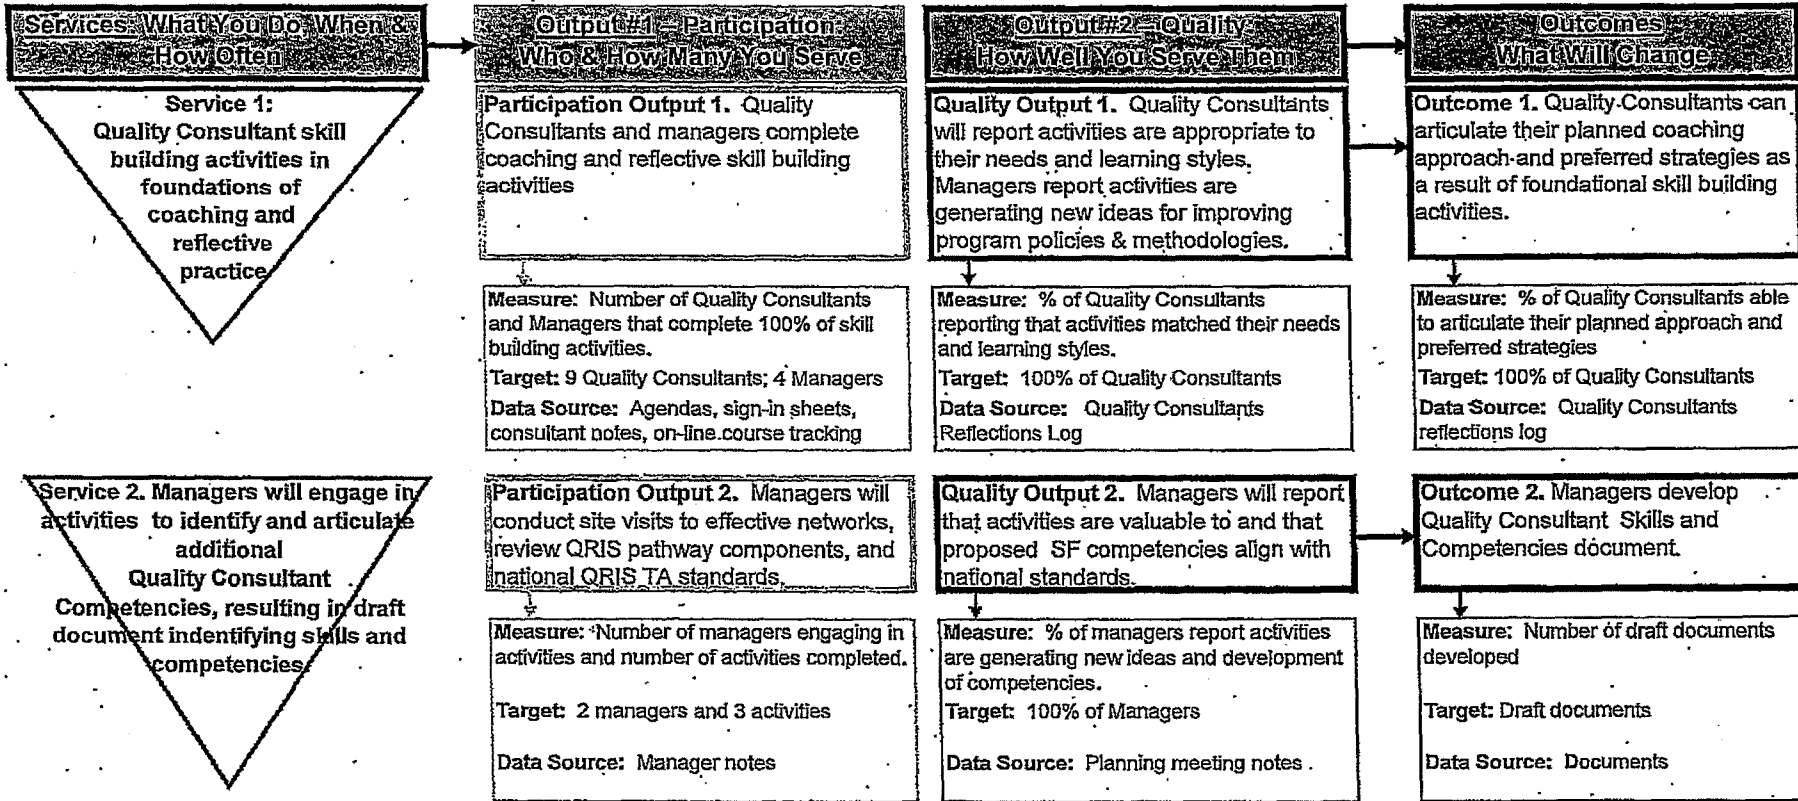 Services: What You Do, When &
How Often
Output #1 – Participation:
Who & How Many You Serve
Output #2 – Quality
How Well You Serve Them
Outcomes
What Will Change
Service 1:
Quality Consultant skill
building activities in
foundations of
coaching and
reflective
practice
Participation Output 1. Quality
Consultants and managers complete
coaching and reflective skill building
activities
Quality Output 1. Quality Consultants
will report activities are appropriate to
their needs and learning styles.
Managers report activities are
generating new ideas for improving
program policies & methodologies.
Outcome 1. Quality Consultants can
articulate their planned coaching
approach and preferred strategies as
a result of foundational skill building
activities.
Measure: Number of Quality Consultants
and Managers that complete 100% of skill
building activities.
Target: 9 Quality Consultants; 4 Managers
Data Source: Agendas, sign-in sheets,
consultant notes, on-line course tracking
Measure: % of Quality Consultants
reporting that activities matched their needs
and learning styles.
Target: 100% of Quality Consultants
Data Source: Quality Consultants
Reflections Log
Measure: % of Quality Consultants able
to articulate their planned approach and
preferred strategies
Target: 100% of Quality Consultants
Data Source: Quality Consultants
reflections log
Service 2. Managers will engage in
activities to identify and articulate
additional
Quality Consultant
Competencies, resulting in draft
document indentifying skills and
competencies
Participation Output 2. Managers will
conduct site visits to effective networks,
review QRIS pathway components, and
national QRIS TA standards.
Quality Output 2. Managers will report
that activities are valuable to and that
proposed SF competencies align with
national standards.
Outcome 2. Managers develop
Quality Consultant Skills and
Competencies document.
Measure: Number of managers engaging in
activities and number of activities completed.
Target: 2 managers and 3 activities
Data Source: Manager notes
Measure: % of managers report activities
are generating new ideas and development
of competencies.
Target: 100% of Managers
Data Source: Planning meeting notes
Measure: Number of draft documents
developed
Target: Draft documents
Data Source: Documents